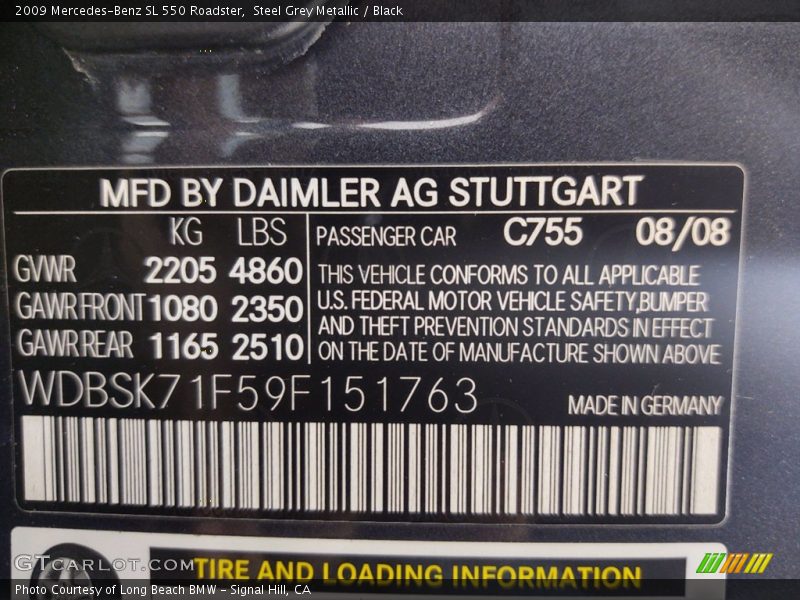 2009 Mercedes-Benz SL 550 Roadster,  Steel Grey Metallic / Black
MFD BY DAIMLER AG STUTTGART
KG LBS
GVWR 2205 4860
GAWR FRONT 1080 2350
GAWR REAR 1165 2510
PASSENGER CAR C755 08/08
THIS VEHICLE CONFORMS TO ALL APPLICABLE
U.S. FEDERAL MOTOR VEHICLE SAFETY,BUMPER
AND THEFT PREVENTION STANDARDS IN EFFECT
ON THE DATE OF MANUFACTURE SHOWN ABOVE
WDBSK71F59F151763
MADE IN GERMANY
TIRE AND LOADING INFORMATION
GTCARLOT.COM
Photo Courtesy of Long Beach BMW - Signal Hill, CA